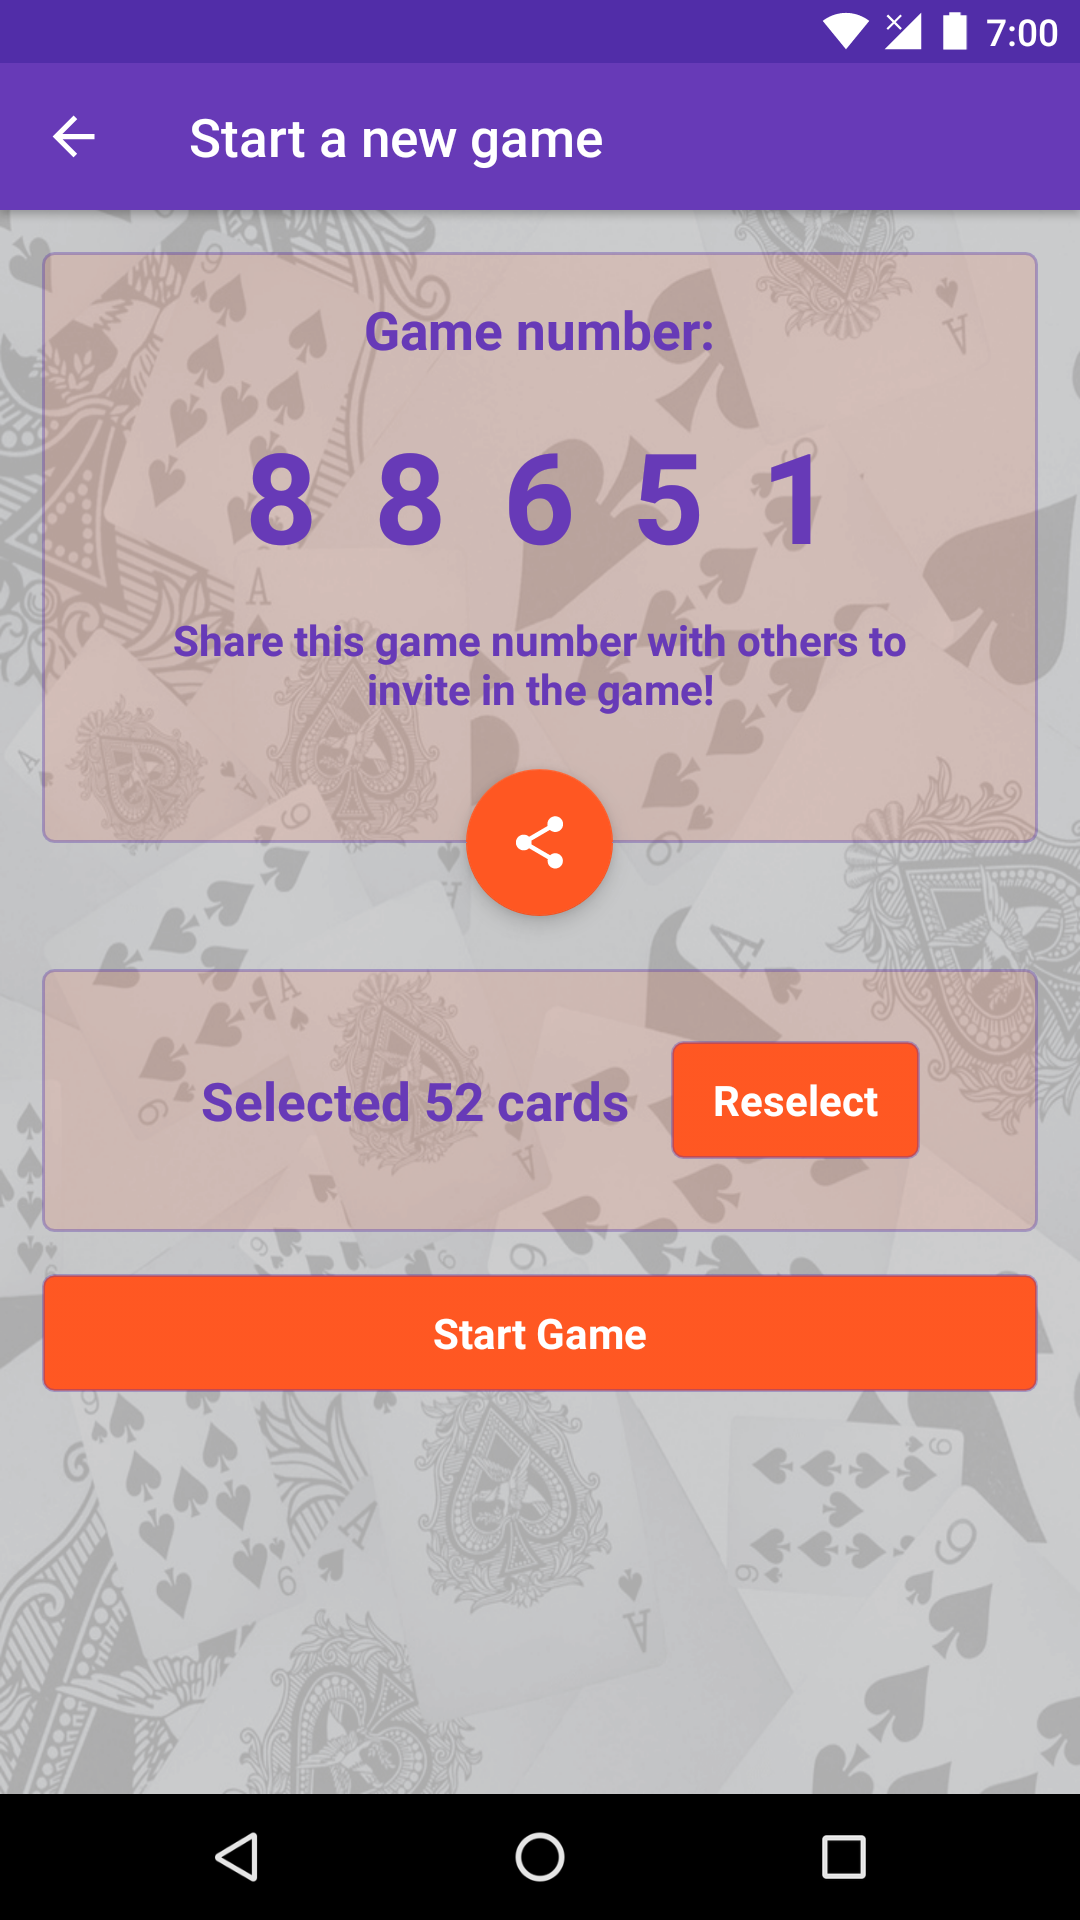 7:00
Start a new game
Game number:
8 8 6 5 1
Share this game number with others to
invite in the game!
Selected 52 cards
Reselect
Start Game